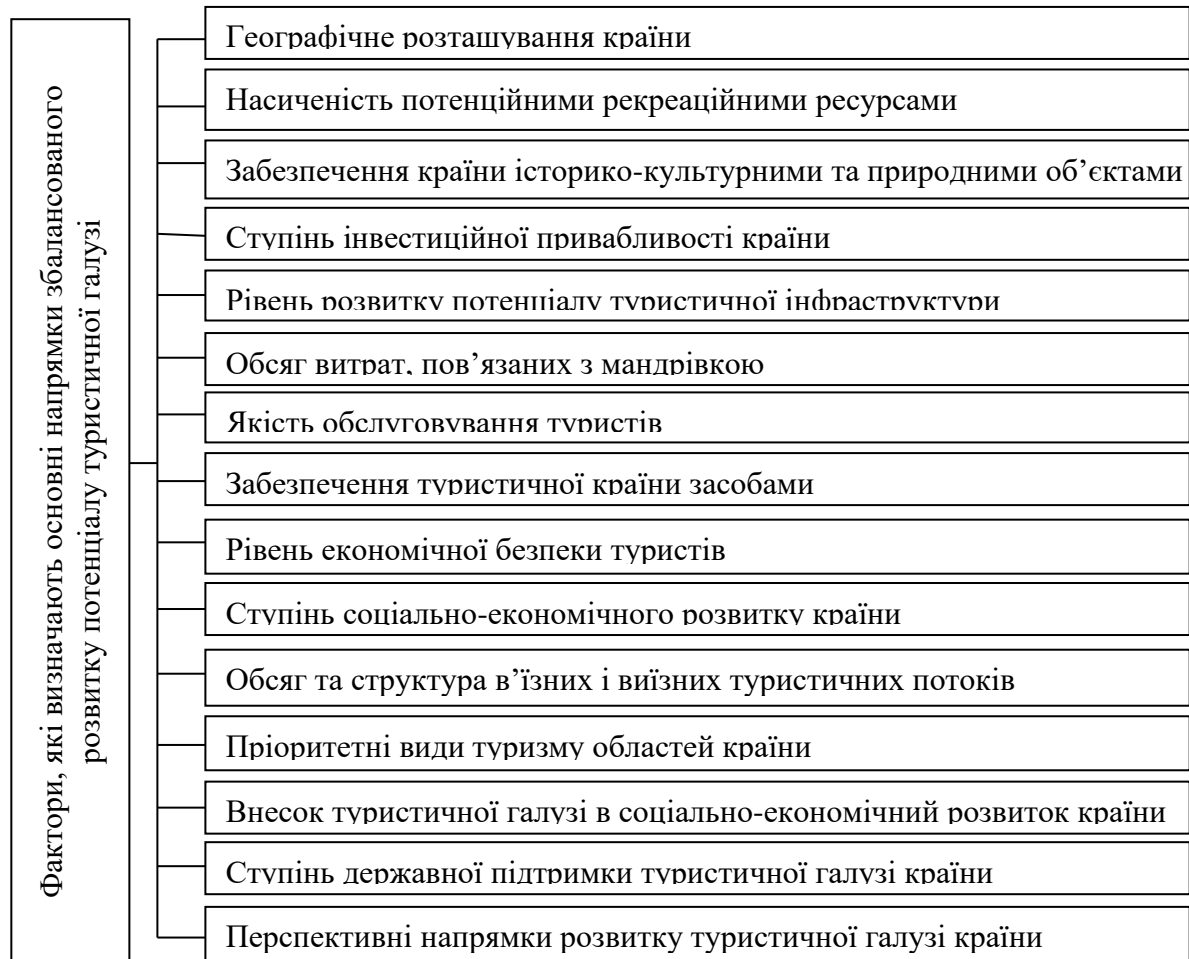 Фактори, які визначають основні напрямки збалансованого
розвитку потенціалу туристичної галузі
Географічне розташування країни
Насиченість потенційними рекреаційними ресурсами
Забезпечення країни історико-культурними та природними об’єктами
Ступінь інвестиційної привабливості країни
Рівень розвитку потенціалу туристичної інфраструктури
Обсяг витрат, пов’язаних з мандрівкою
Якість обслуговування туристів
Забезпечення туристичної країни засобами
Рівень економічної безпеки туристів
Ступінь соціально-економічного розвитку країни
Обсяг та структура в’їзних і виїзних туристичних потоків
Пріоритетні види туризму областей країни
Внесок туристичної галузі в соціально-економічний розвиток країни
Ступінь державної підтримки туристичної галузі країни
Перспективні напрямки розвитку туристичної галузі країни